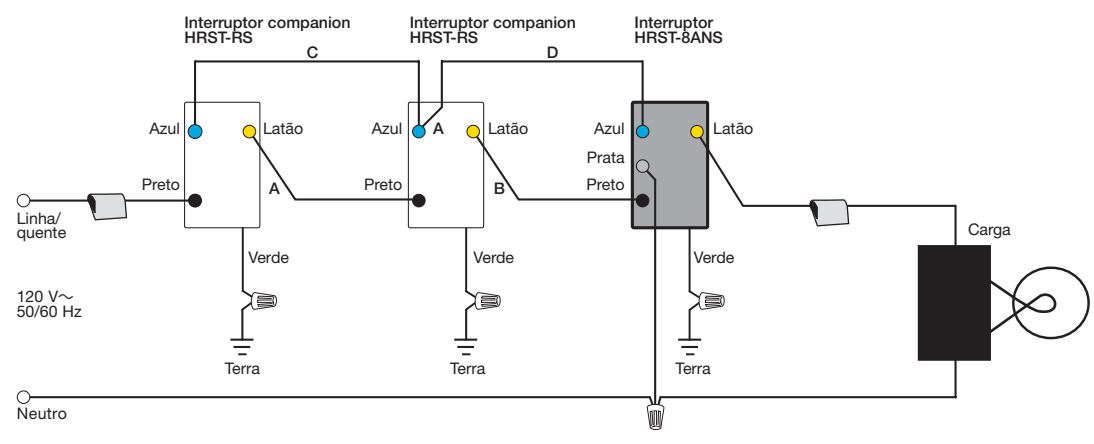 Interruptor companion
HRST-RS
Interruptor companion
HRST-RS
Interruptor
HRST-8ANS
C
D
Azul
Latão
Azul
A
Latão
Azul
Latão
Prata
Preto
A
Preto
B
Preto
Linha/
quente
Carga
Verde
Verde
Verde
120 V~
50/60 Hz
Terra
Terra
Terra
Neutro